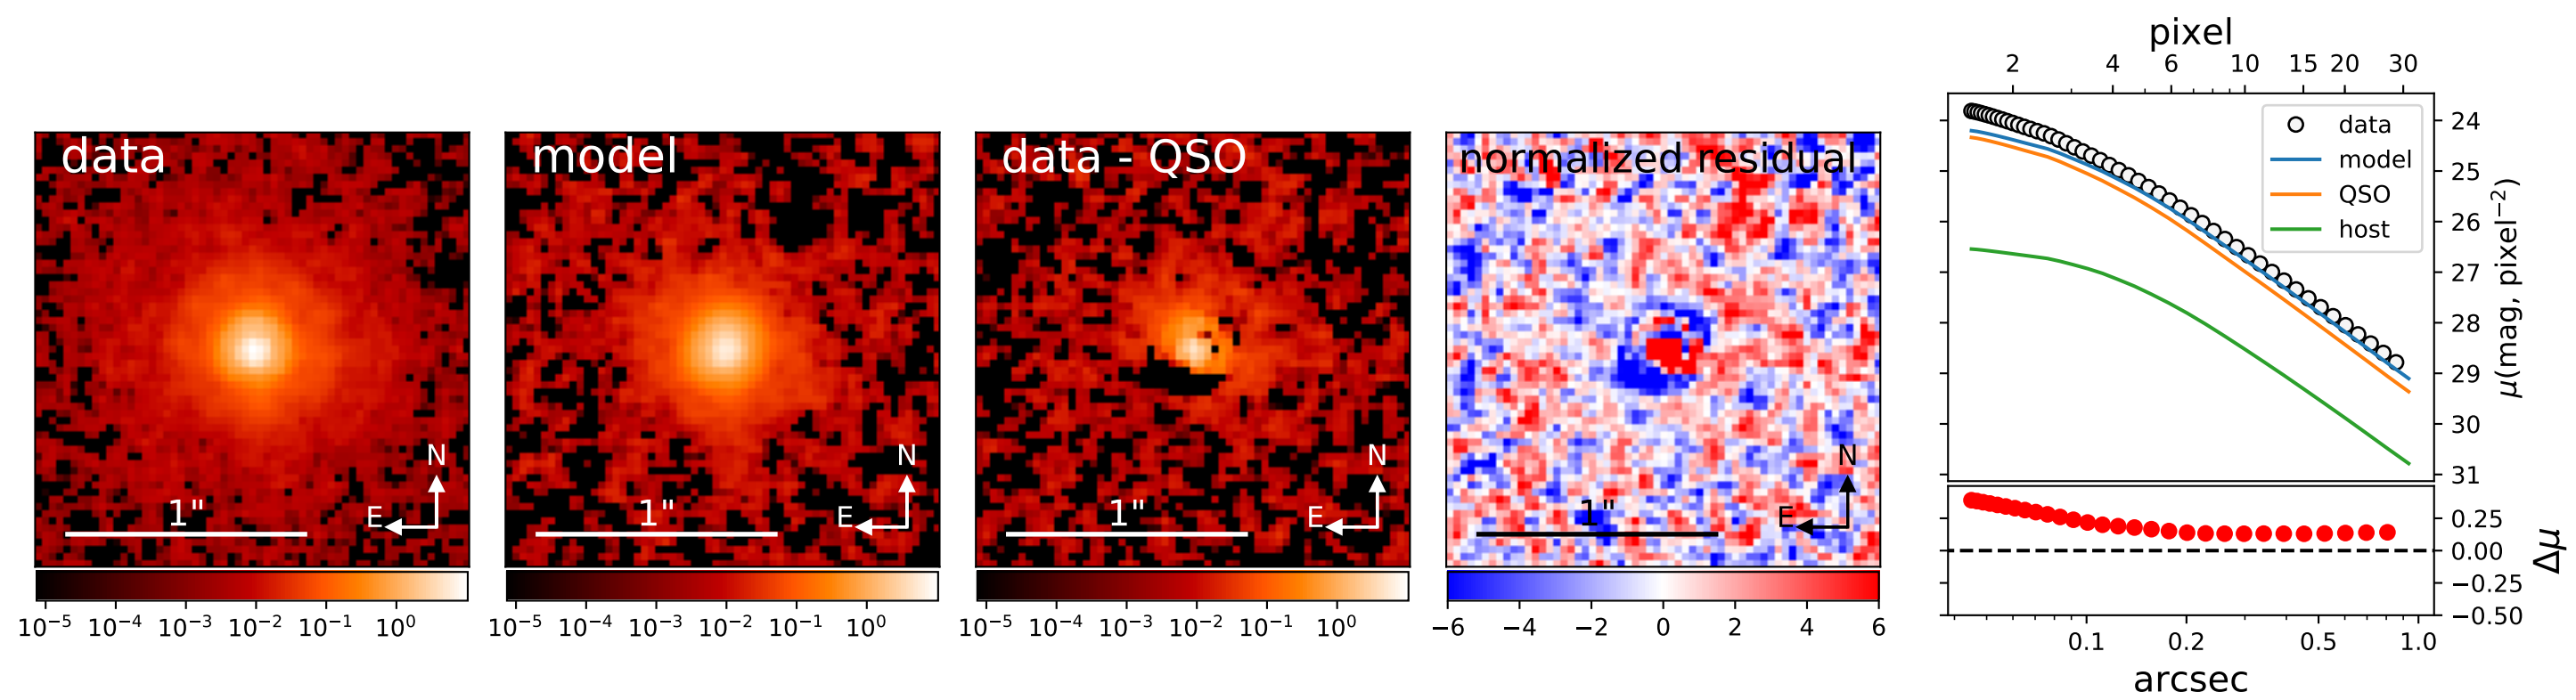 data
N
E
1"
10⁻⁵ 10⁻⁴ 10⁻³ 10⁻² 10⁻¹ 10⁰
model
N
E
1"
10⁻⁵ 10⁻⁴ 10⁻³ 10⁻² 10⁻¹ 10⁰
data - QSO
N
E
1"
10⁻⁵ 10⁻⁴ 10⁻³ 10⁻² 10⁻¹ 10⁰
normalized residual
N
E
1"
−6 −4 −2 0 2 4 6
pixel
2 4 6 10 15 20 30
data
model
QSO
host
24
25
26
27
28
29
30
31
μ(mag, pixel⁻²)
0.25
0.00
−0.25
−0.50
Δμ
0.1 0.2 0.5 1.0
arcsec